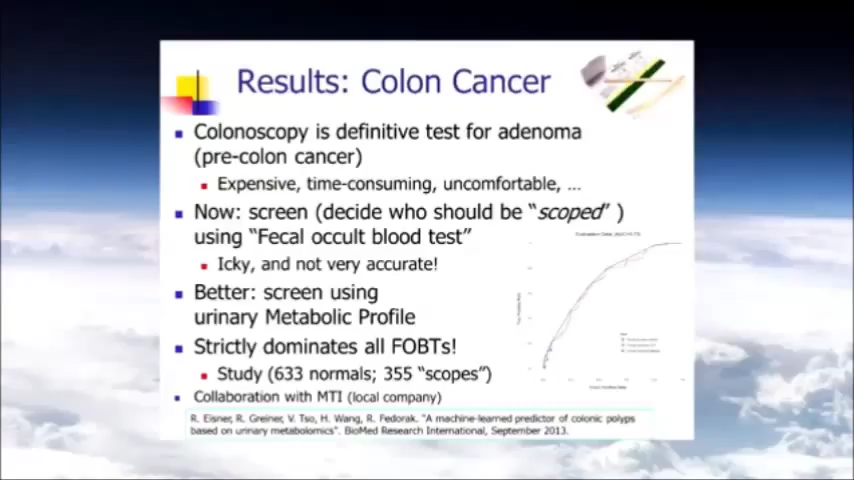 Results: Colon Cancer
Colonoscopy is definitive test for adenoma
(pre-colon cancer)
Expensive, time-consuming, uncomfortable, ...
Now: screen (decide who should be "scoped" )
using "Fecal occult blood test"
Icky, and not very accurate!
Better: screen using
urinary Metabolic Profile
Strictly dominates all FOBTs!
Study (633 normals; 355 "scopes")
Collaboration with MTI (local company)
R. Eisner, R. Greiner, V. Tso, H. Wang, R. Fedorak. "A machine-learned predictor of colonic polyps
based on urinary metabolomics". BioMed Research International, September 2013.